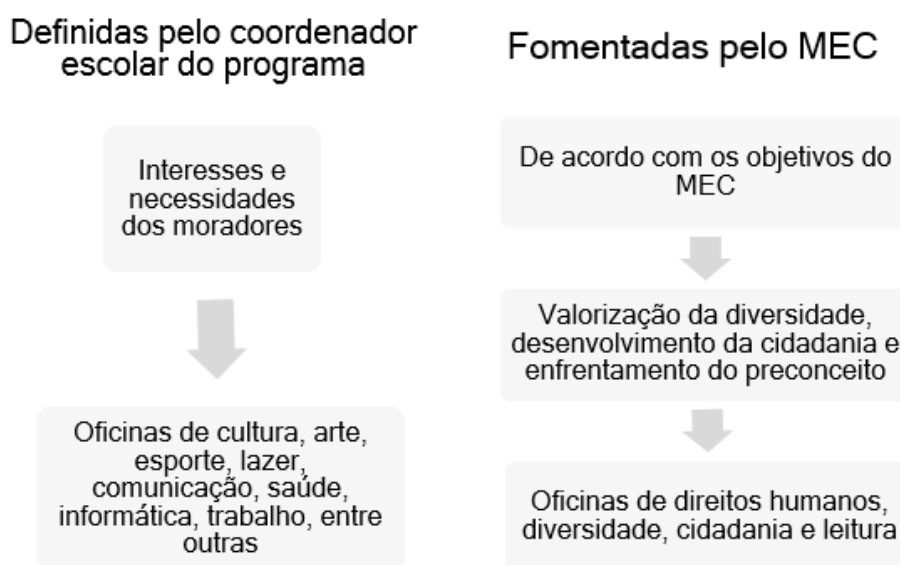 Definidas pelo coordenador
escolar do programa
Interesses e
necessidades
dos moradores
Oficinas de cultura, arte,
esporte, lazer,
comunicação, saúde,
informática, trabalho, entre
outras
Fomentadas pelo MEC
De acordo com os objetivos do
MEC
Valorização da diversidade,
desenvolvimento da cidadania e
enfrentamento do preconceito
Oficinas de direitos humanos,
diversidade, cidadania e leitura